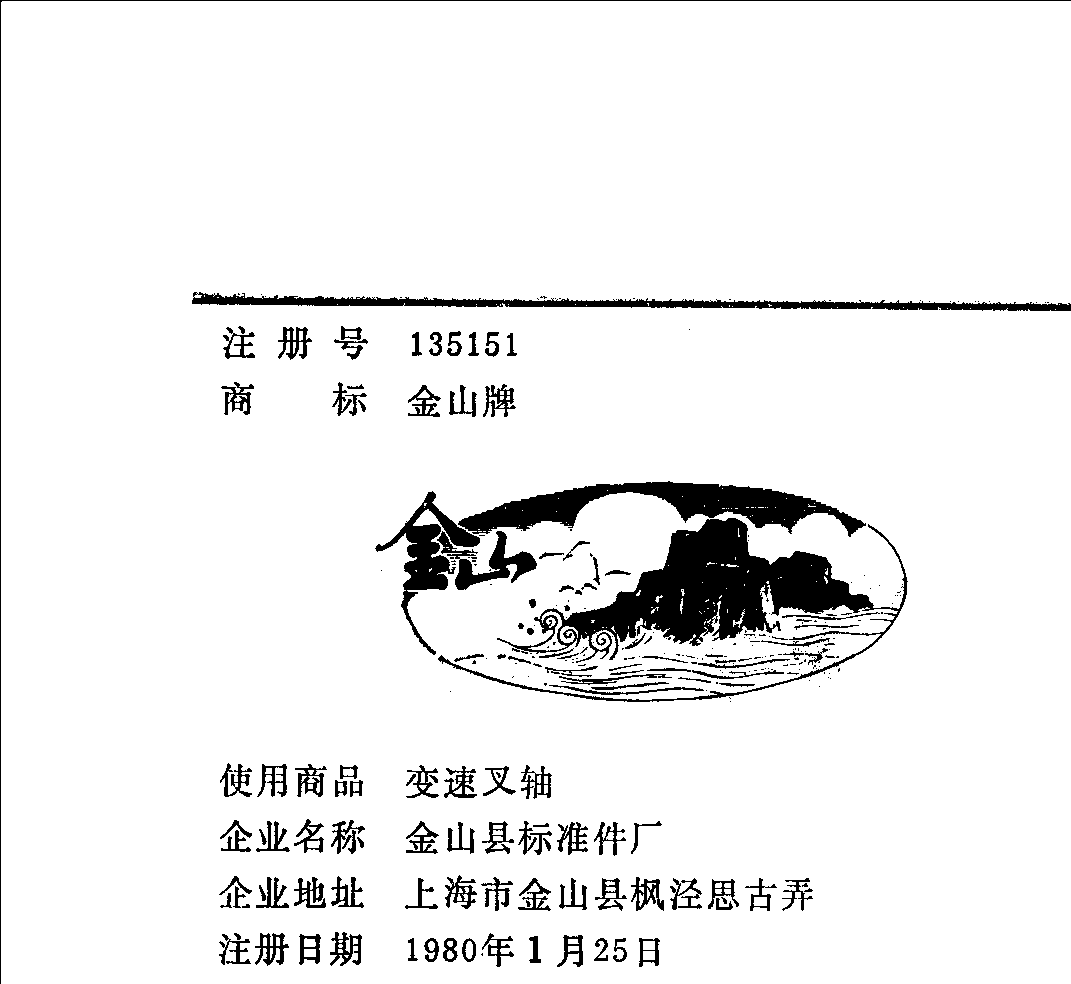 注册号 135151
商标 金山牌
金山
使用商品 变速叉轴
企业名称 金山县标准件厂
企业地址 上海市金山县枫泾思古弄
注册日期 1980年1月25日